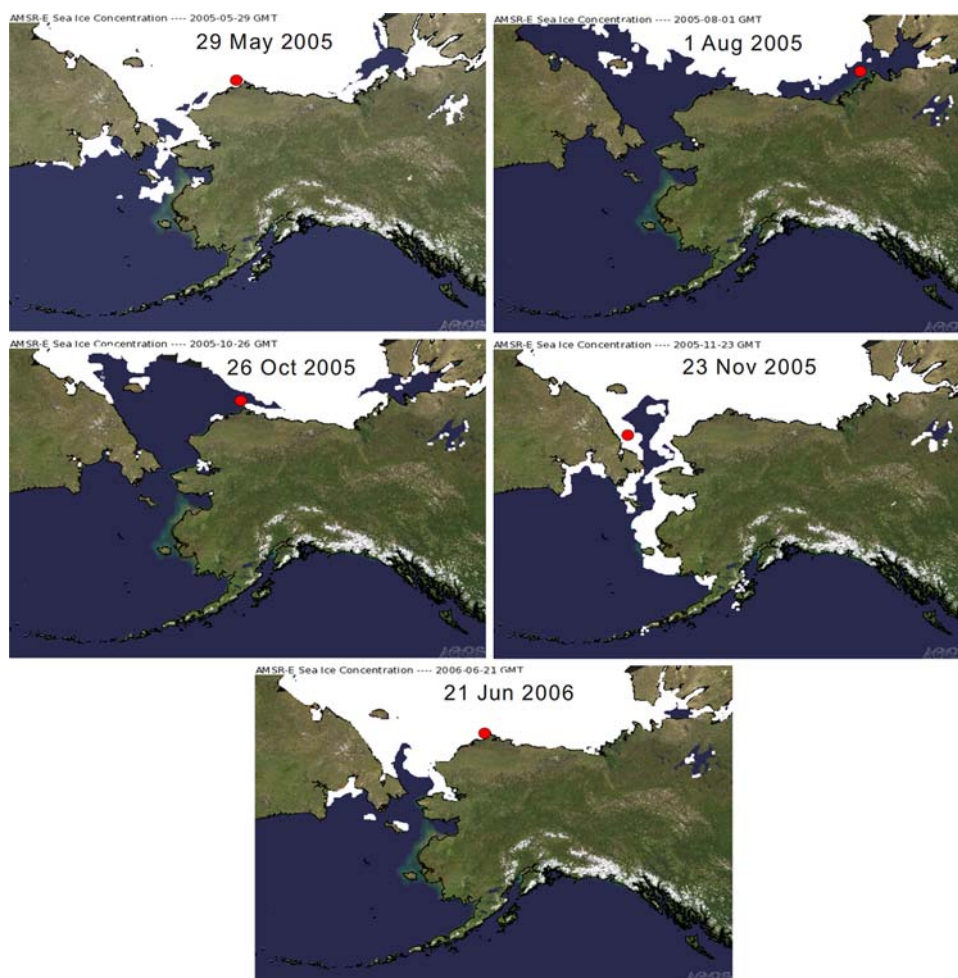 AMSR-E Sea Ice Concentration ---- 2005-05-29 GMT
29 May 2005
AMSR-E Sea Ice Concentration ---- 2005-08-01 GMT
1 Aug 2005
AMSR-E Sea Ice Concentration ---- 2005-10-26 GMT
26 Oct 2005
AMSR-E Sea Ice Concentration ---- 2005-11-23 GMT
23 Nov 2005
AMSR-E Sea Ice Concentration ---- 2006-06-21 GMT
21 Jun 2006